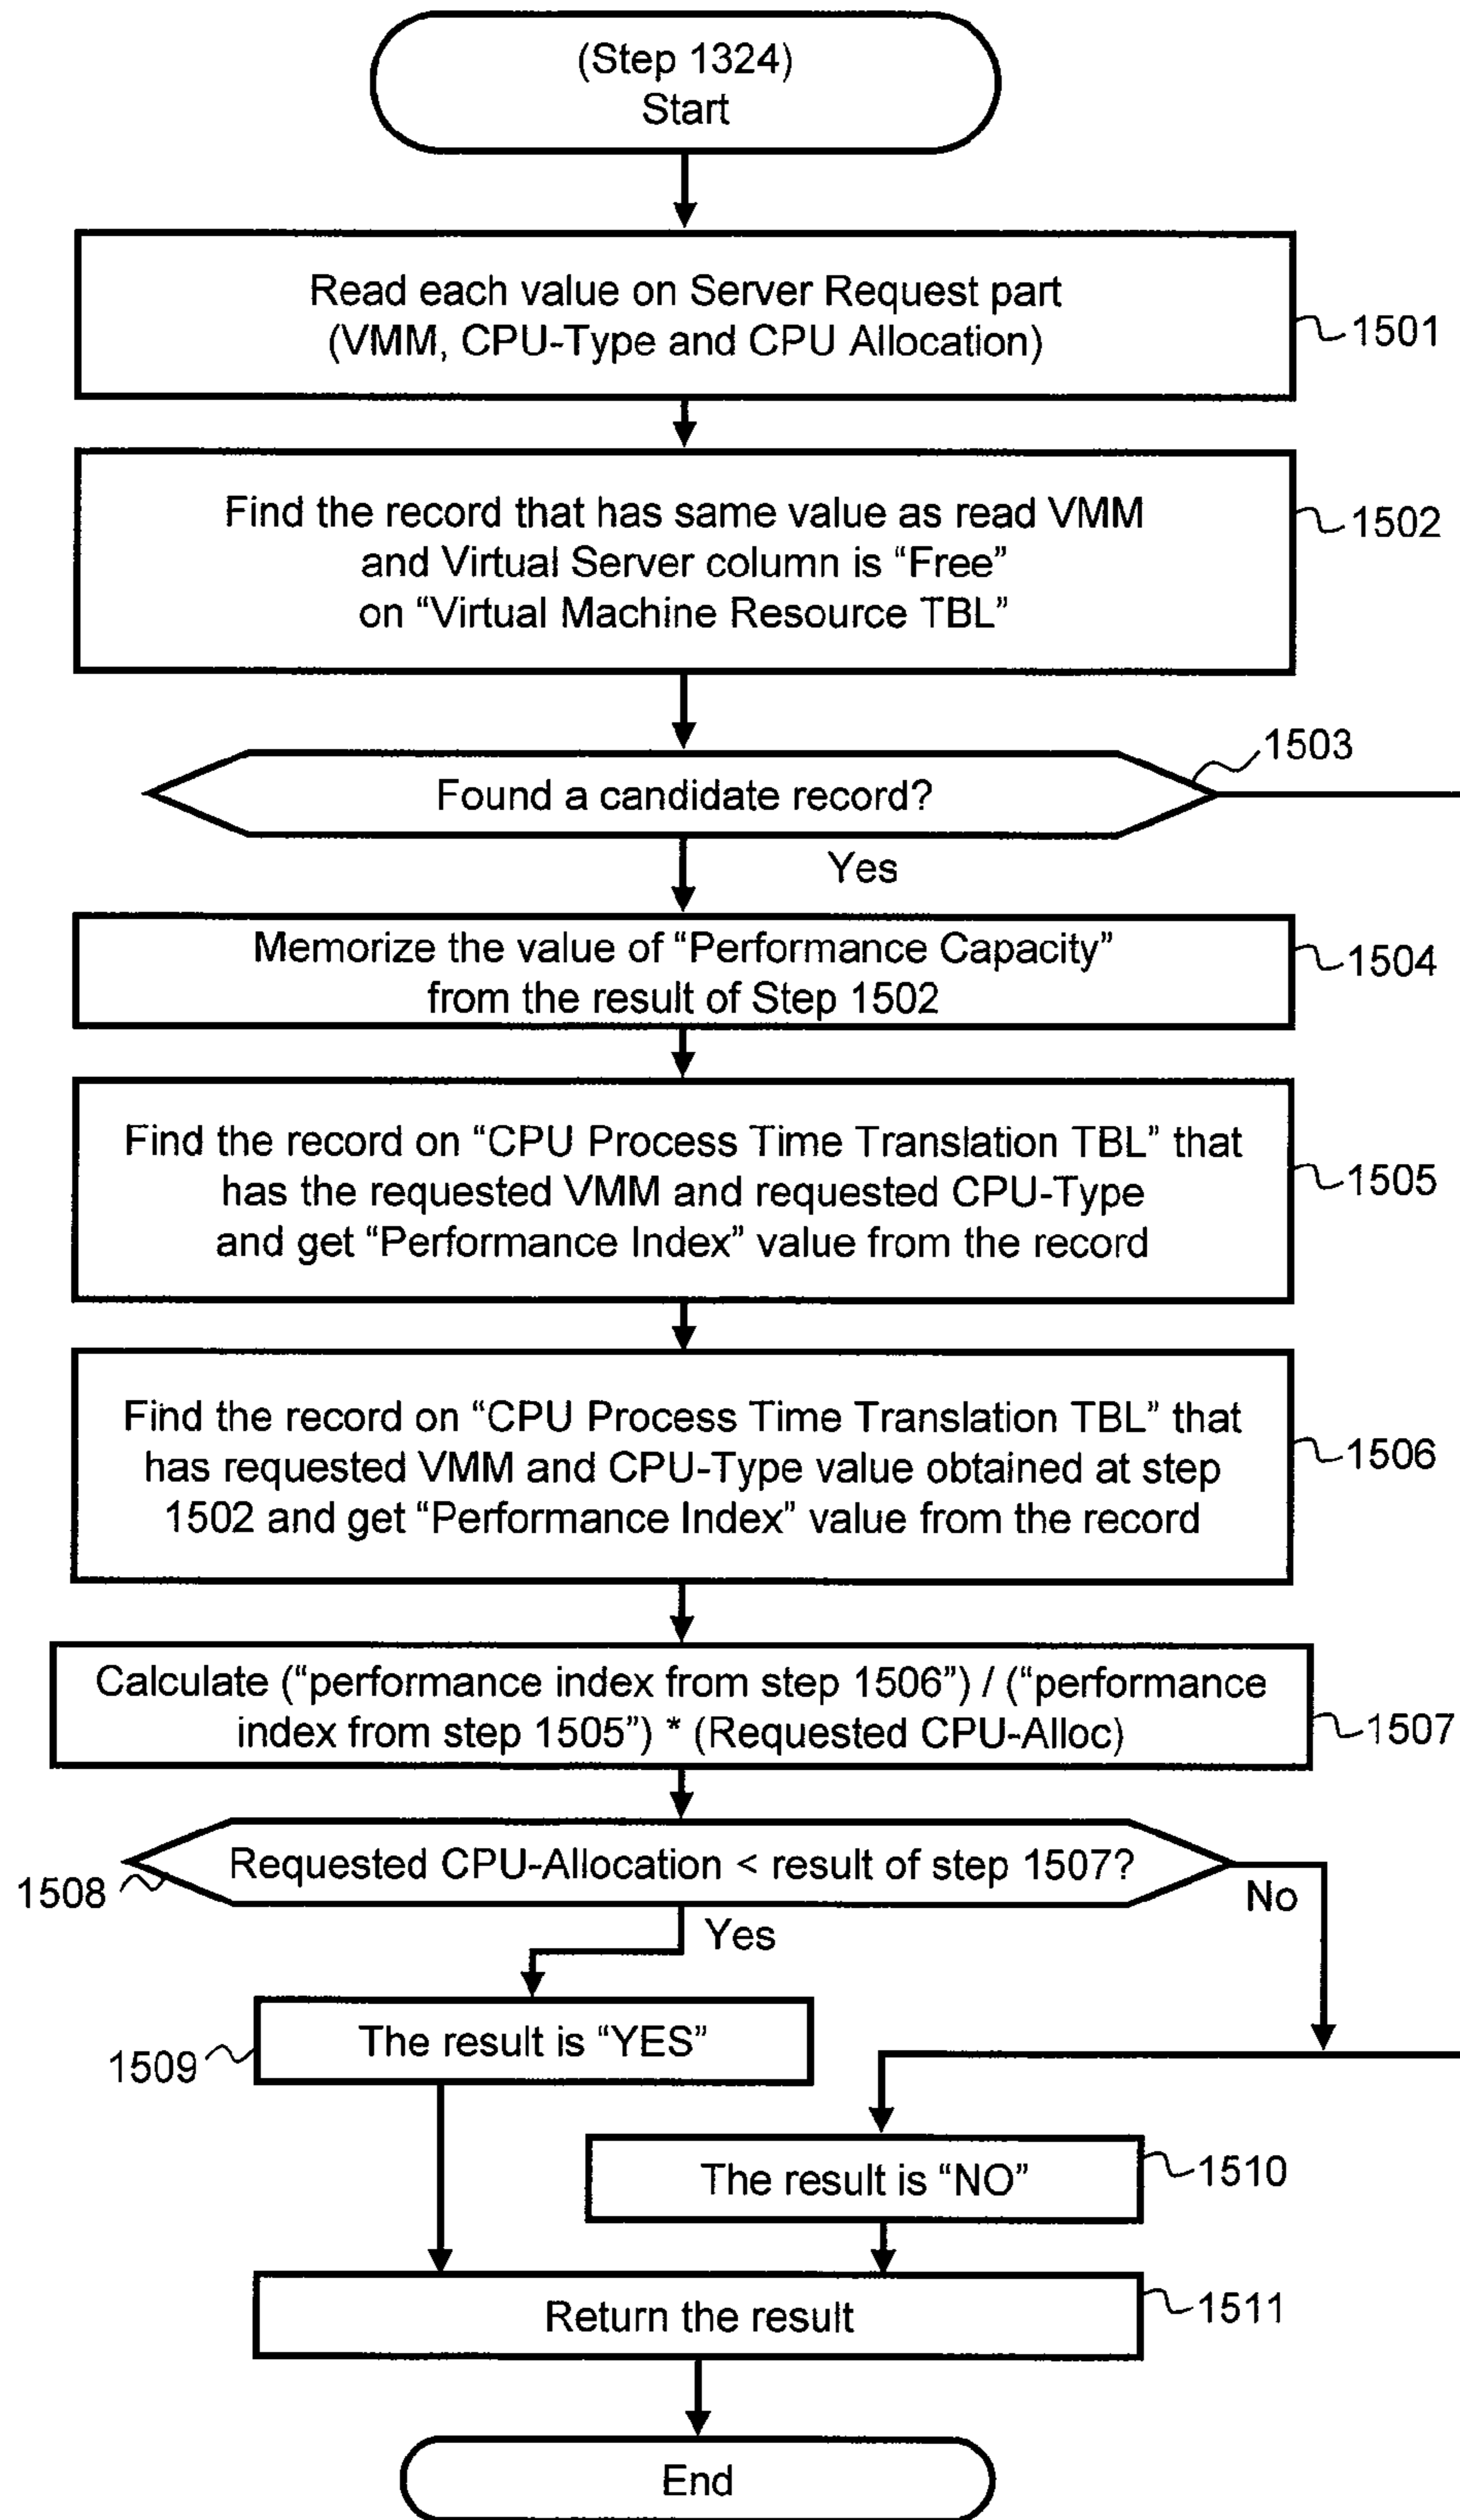 (Step 1324)
Start
Read each value on Server Request part
(VMM, CPU-Type and CPU Allocation)
1501
Find the record that has same value as read VMM
and Virtual Server column is “Free”
on “Virtual Machine Resource TBL”
1502
1503
Found a candidate record?
Yes
Memorize the value of “Performance Capacity”
from the result of Step 1502
1504
Find the record on “CPU Process Time Translation TBL” that
has the requested VMM and requested CPU-Type
and get “Performance Index” value from the record
1505
Find the record on “CPU Process Time Translation TBL” that
has requested VMM and CPU-Type value obtained at step
1502 and get “Performance Index” value from the record
1506
Calculate (“performance index from step 1506”) / (“performance
index from step 1505”) * (Requested CPU-Alloc)
1507
Requested CPU-Allocation < result of step 1507?
1508
No
Yes
The result is “YES”
1509
The result is “NO”
1510
Return the result
1511
End